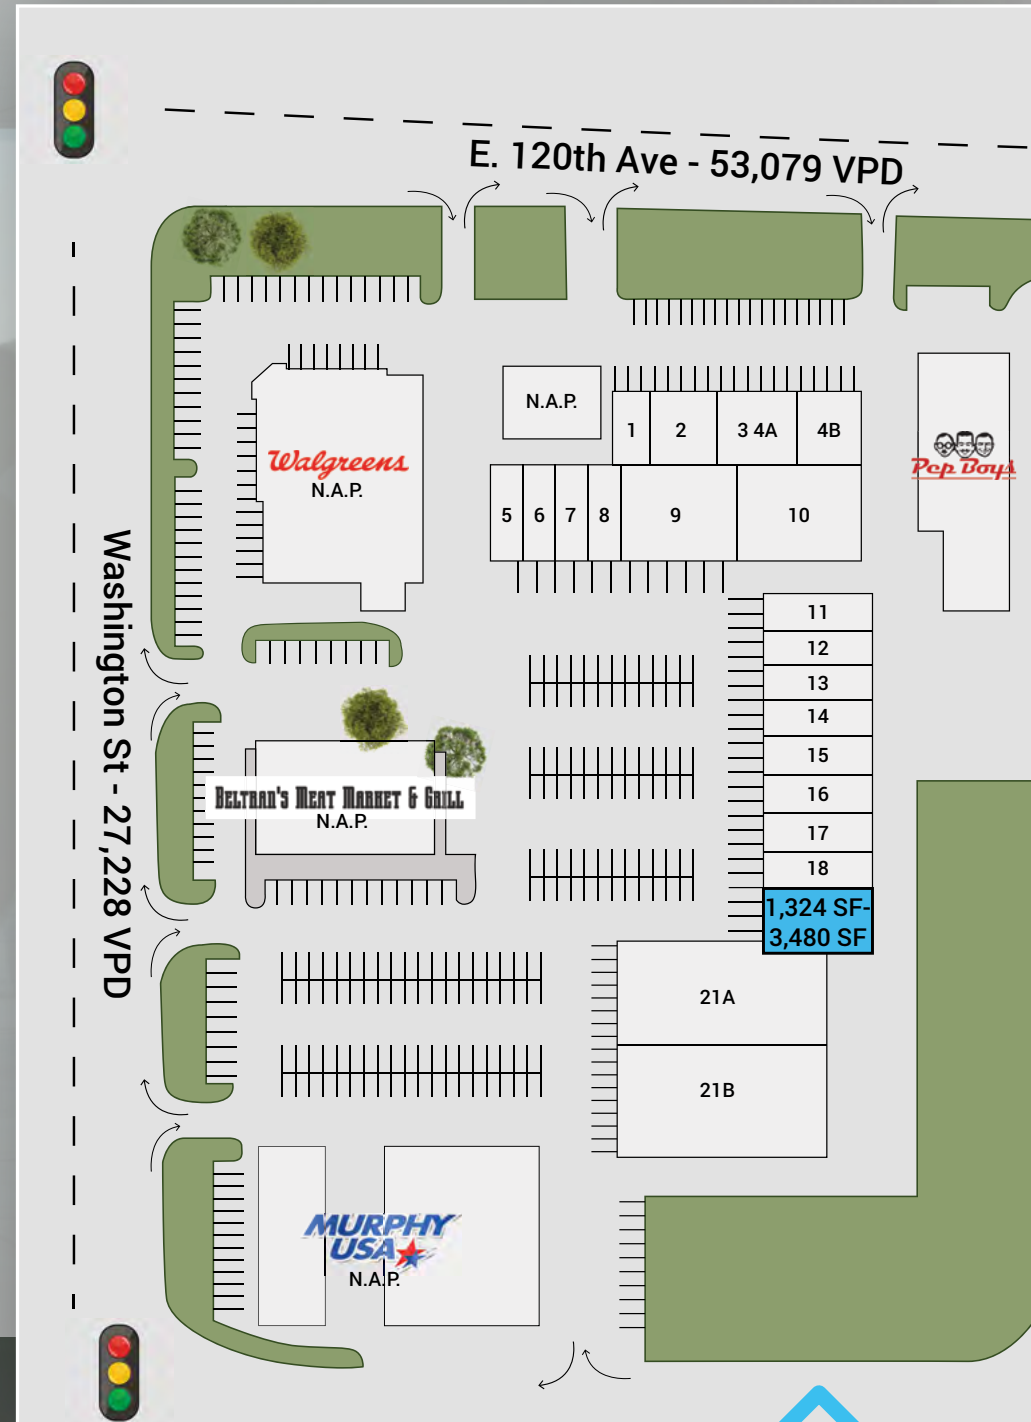 E. 120th Ave - 53,079 VPD
Washington St - 27,228 VPD
Walgreens
N.A.P.
N.A.P.
1
2
3 4A
4B
5
6
7
8
9
10
Pep Boys
11
12
13
14
15
16
17
18
1,324 SF-
3,480 SF
BELTRAN'S MEAT MARKET & GRILL
N.A.P.
21A
21B
MURPHY
USA
N.A.P.